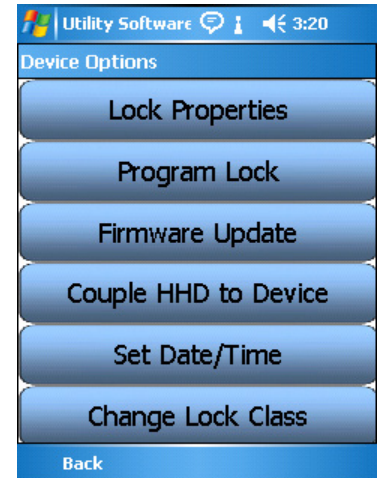 Utility Software 3:20
Device Options
Lock Properties
Program Lock
Firmware Update
Couple HHD to Device
Set Date/Time
Change Lock Class
Back